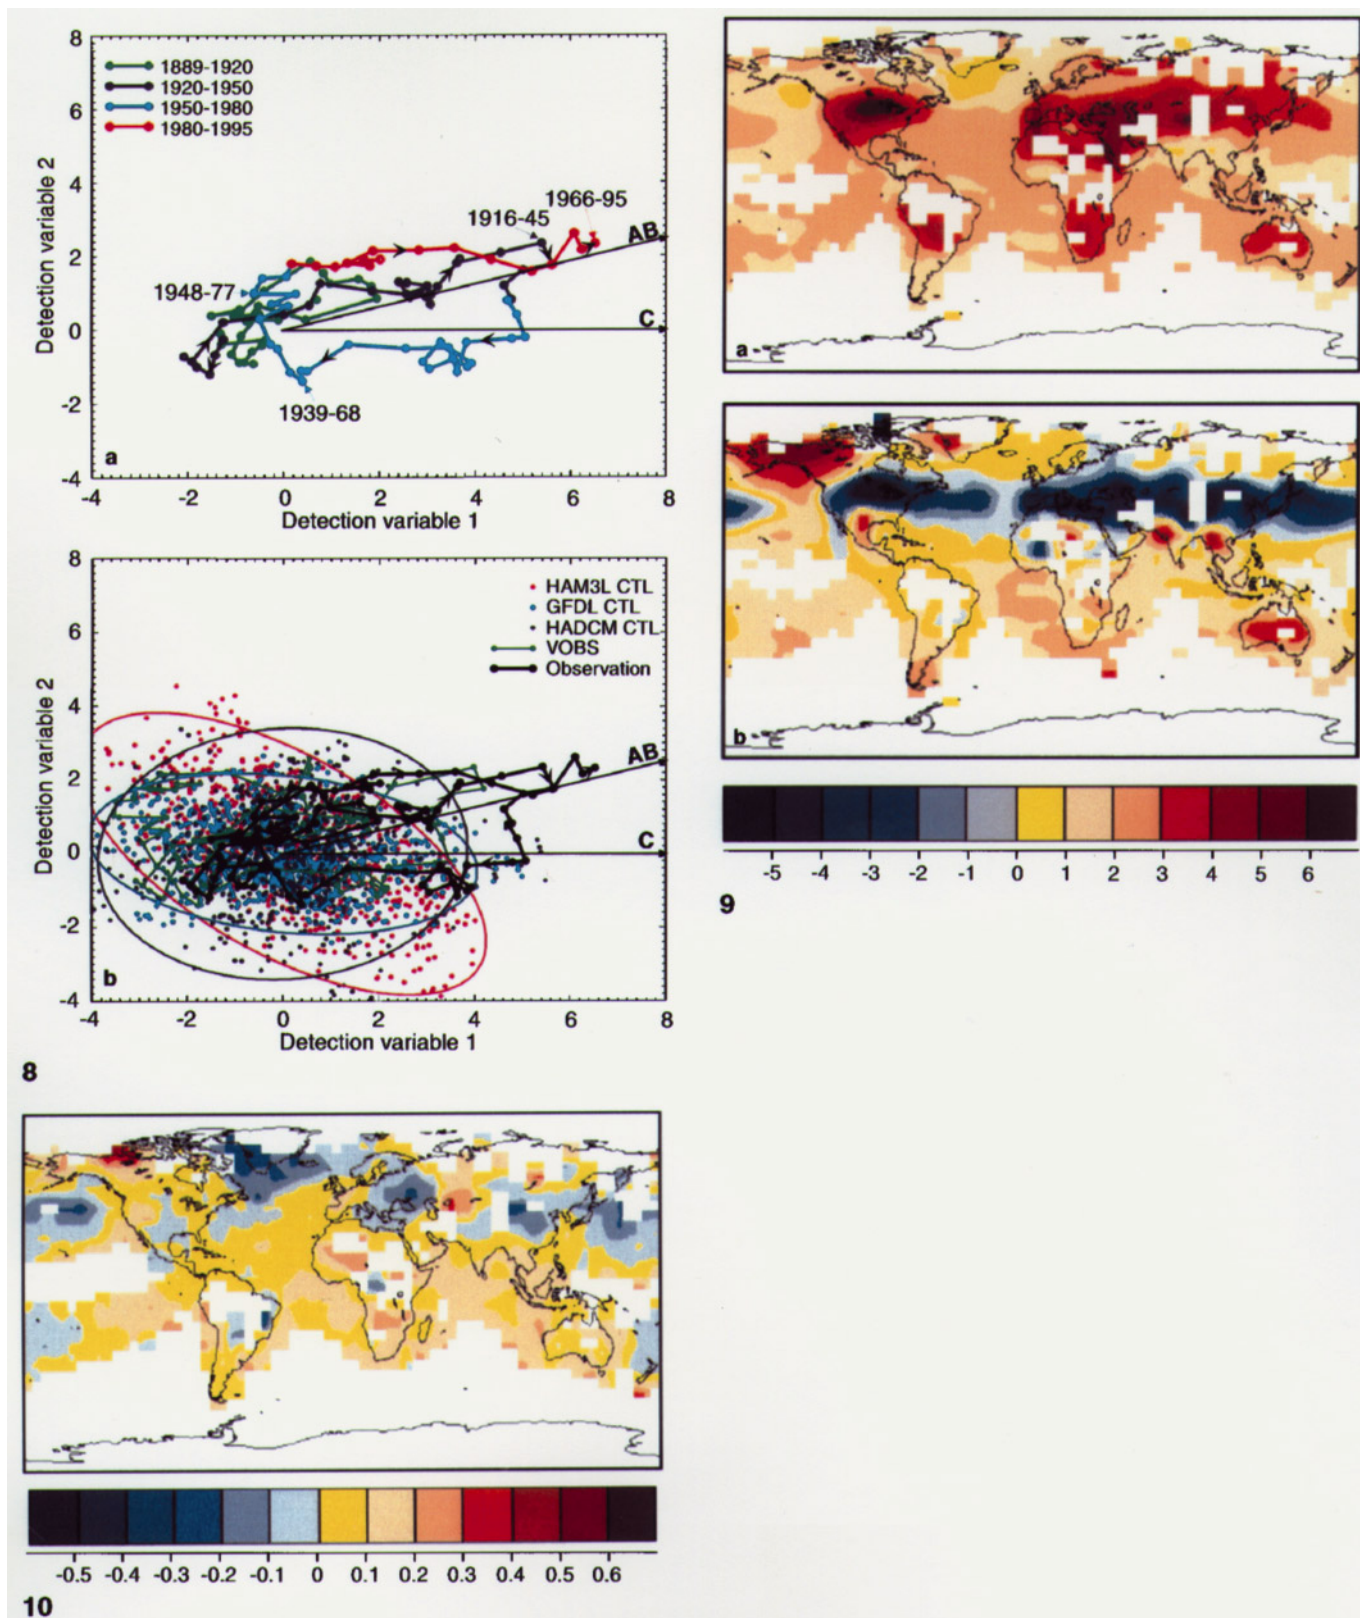 8
6
4
2
0
-2
-4
Detection variable 2
1889-1920
1920-1950
1950-1980
1980-1995
1966-95
1916-45
AB
1948-77
C
1939-68
a
-4 -2 0 2 4 6 8
Detection variable 1
8
6
4
2
0
-2
-4
Detection variable 2
HAM3L CTL
GFDL CTL
HADCM CTL
VOBS
Observation
AB
C
b
-4 -2 0 2 4 6 8
Detection variable 1
8
a
b
-5 -4 -3 -2 -1 0 1 2 3 4 5 6
9
-0.5 -0.4 -0.3 -0.2 -0.1 0 0.1 0.2 0.3 0.4 0.5 0.6
10